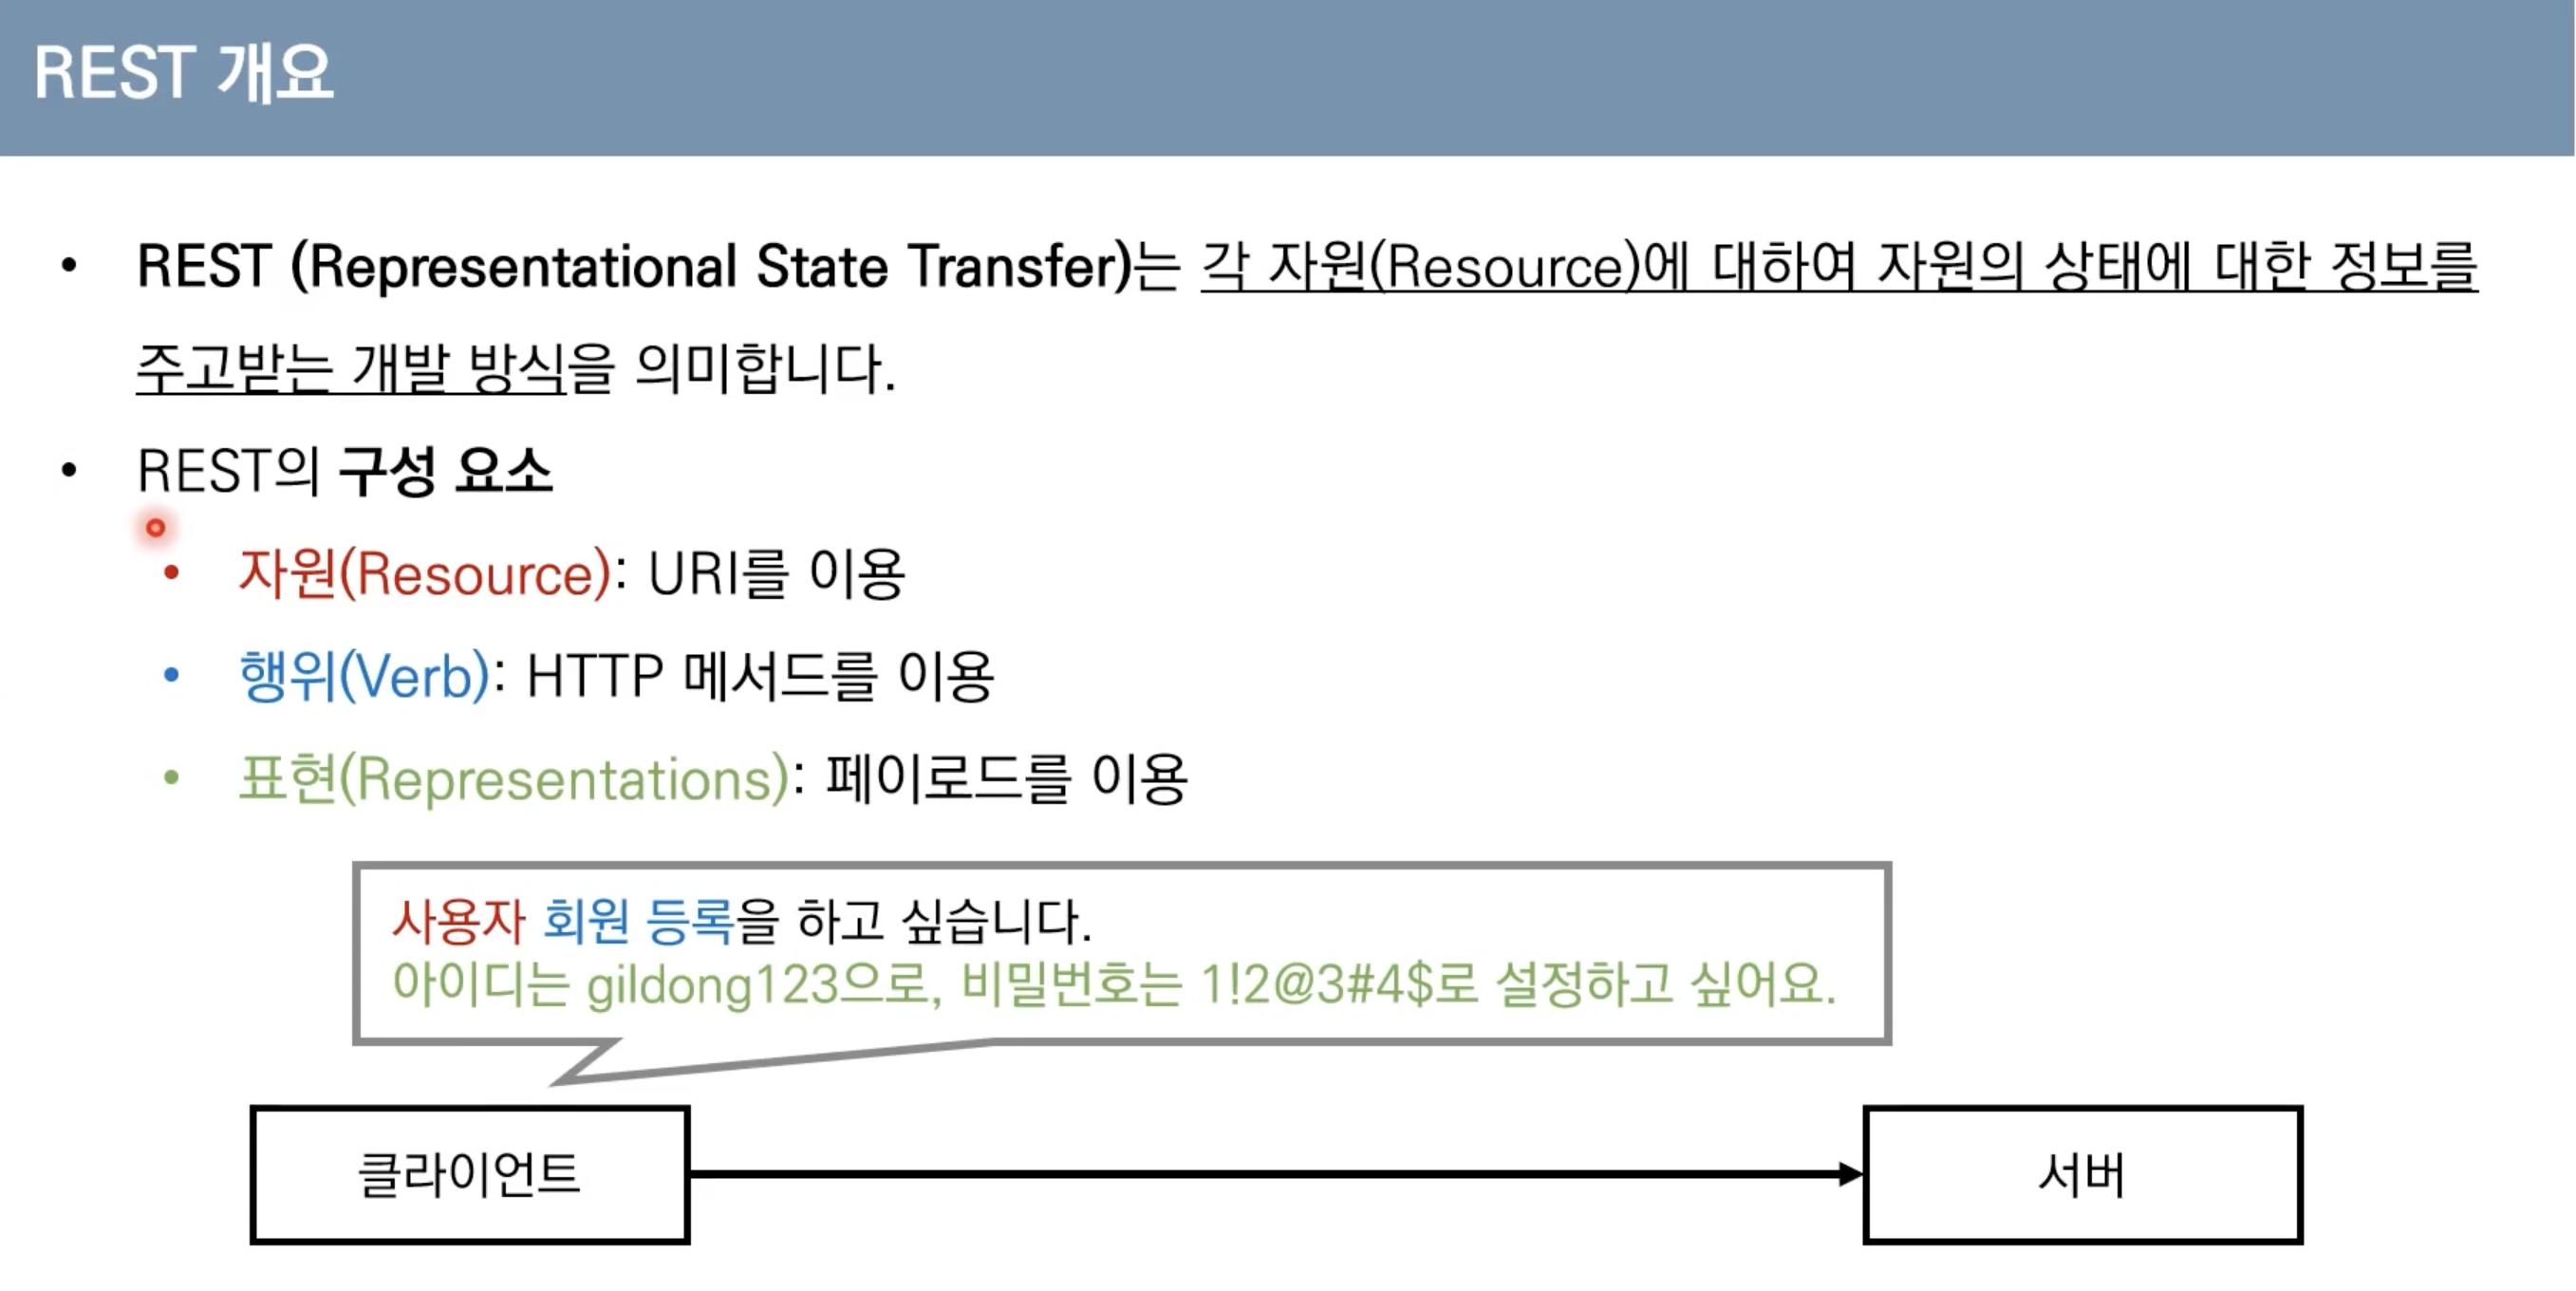 REST 개요
• REST (Representational State Transfer)는 각 자원(Resource)에 대하여 자원의 상태에 대한 정보를
주고받는 개발 방식을 의미합니다.
• REST의 구성 요소
• 자원(Resource): URI를 이용
• 행위(Verb): HTTP 메서드를 이용
• 표현(Representations): 페이로드를 이용
사용자 회원 등록을 하고 싶습니다.
아이디는 gildong123으로, 비밀번호는 1!2@3#4$로 설정하고 싶어요.
클라이언트
서버